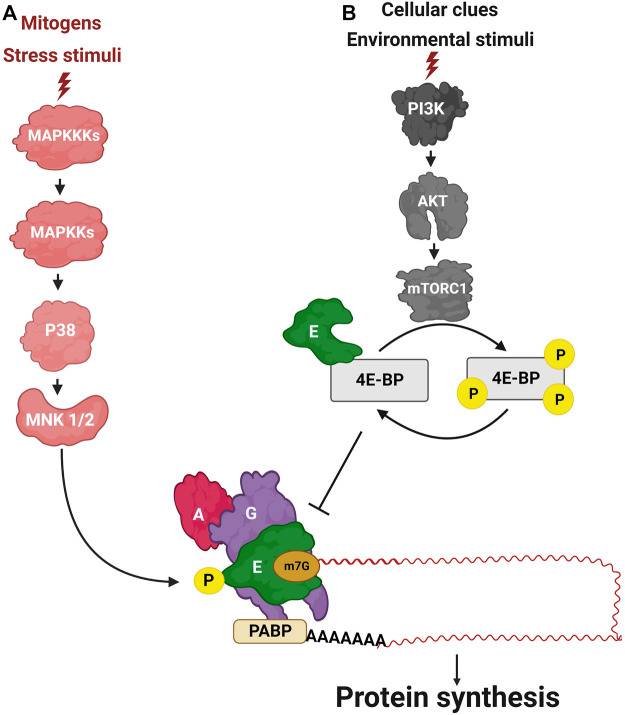 A
Mitogens
Stress stimuli
MAPKKKs
MAPKKs
P38
MNK 1/2
B
Cellular clues
Environmental stimuli
PI3K
AKT
mTORC1
E
4E-BP
4E-BP
P
P
P
A
G
E
m7G
P
PABP
AAAAAAA
Protein synthesis